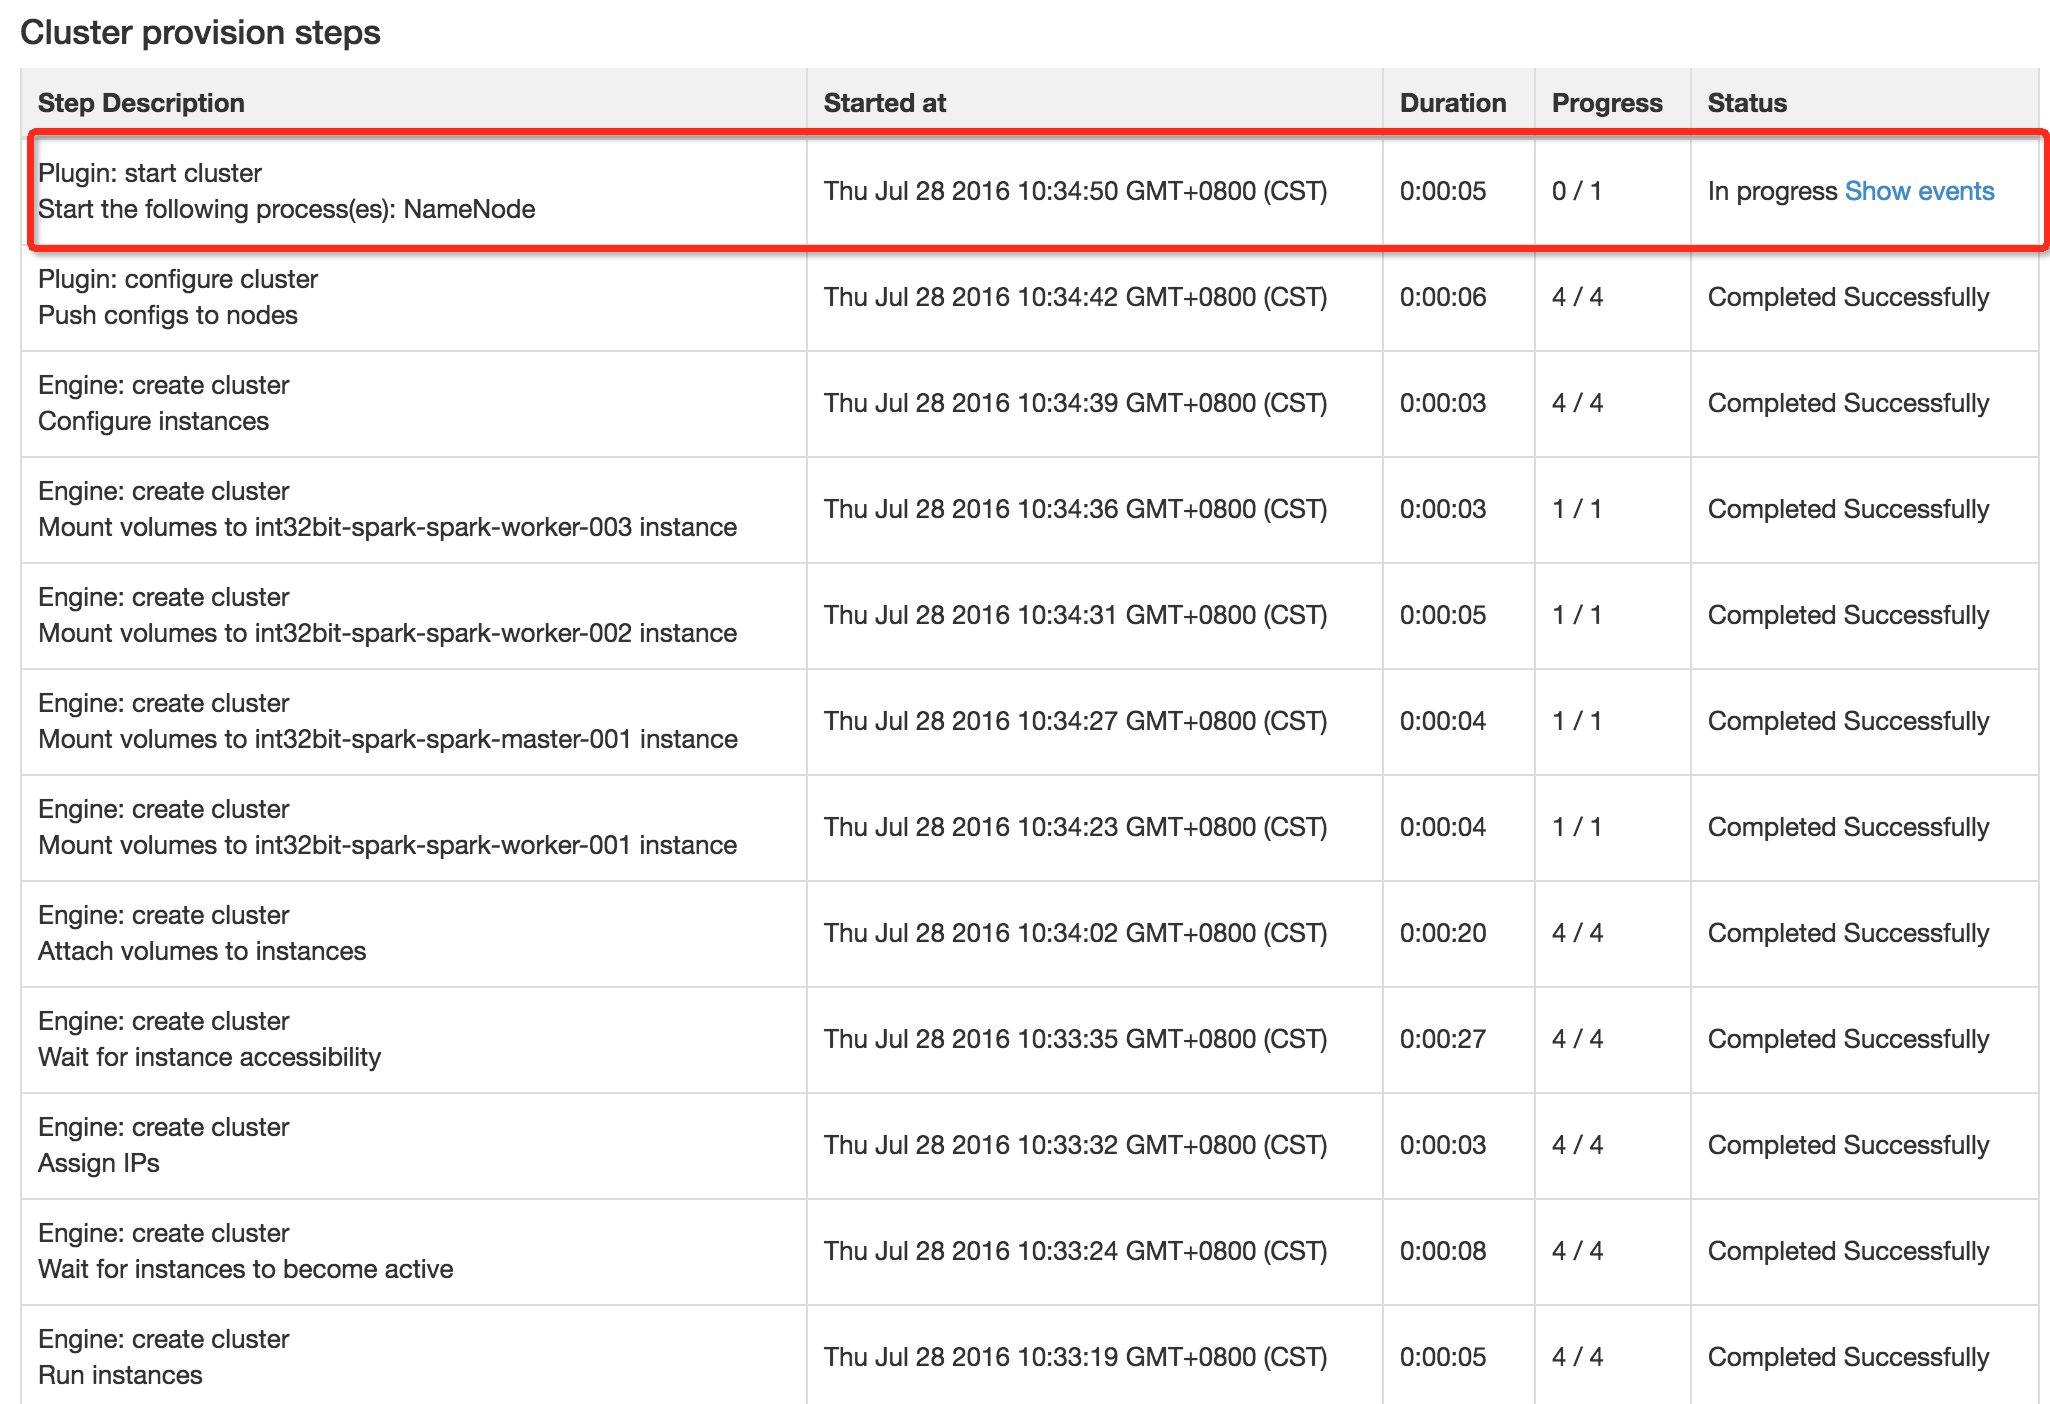 Cluster provision steps
Step Description Started at Duration Progress Status
Plugin: start cluster
Start the following process(es): NameNode
Thu Jul 28 2016 10:34:50 GMT+0800 (CST) 0:00:05 0 / 1 In progress Show events
Plugin: configure cluster
Push configs to nodes
Thu Jul 28 2016 10:34:42 GMT+0800 (CST) 0:00:06 4 / 4 Completed Successfully
Engine: create cluster
Configure instances
Thu Jul 28 2016 10:34:39 GMT+0800 (CST) 0:00:03 4 / 4 Completed Successfully
Engine: create cluster
Mount volumes to int32bit-spark-spark-worker-003 instance
Thu Jul 28 2016 10:34:36 GMT+0800 (CST) 0:00:03 1 / 1 Completed Successfully
Engine: create cluster
Mount volumes to int32bit-spark-spark-worker-002 instance
Thu Jul 28 2016 10:34:31 GMT+0800 (CST) 0:00:05 1 / 1 Completed Successfully
Engine: create cluster
Mount volumes to int32bit-spark-spark-master-001 instance
Thu Jul 28 2016 10:34:27 GMT+0800 (CST) 0:00:04 1 / 1 Completed Successfully
Engine: create cluster
Mount volumes to int32bit-spark-spark-worker-001 instance
Thu Jul 28 2016 10:34:23 GMT+0800 (CST) 0:00:04 1 / 1 Completed Successfully
Engine: create cluster
Attach volumes to instances
Thu Jul 28 2016 10:34:02 GMT+0800 (CST) 0:00:20 4 / 4 Completed Successfully
Engine: create cluster
Wait for instance accessibility
Thu Jul 28 2016 10:33:35 GMT+0800 (CST) 0:00:27 4 / 4 Completed Successfully
Engine: create cluster
Assign IPs
Thu Jul 28 2016 10:33:32 GMT+0800 (CST) 0:00:03 4 / 4 Completed Successfully
Engine: create cluster
Wait for instances to become active
Thu Jul 28 2016 10:33:24 GMT+0800 (CST) 0:00:08 4 / 4 Completed Successfully
Engine: create cluster
Run instances
Thu Jul 28 2016 10:33:19 GMT+0800 (CST) 0:00:05 4 / 4 Completed Successfully